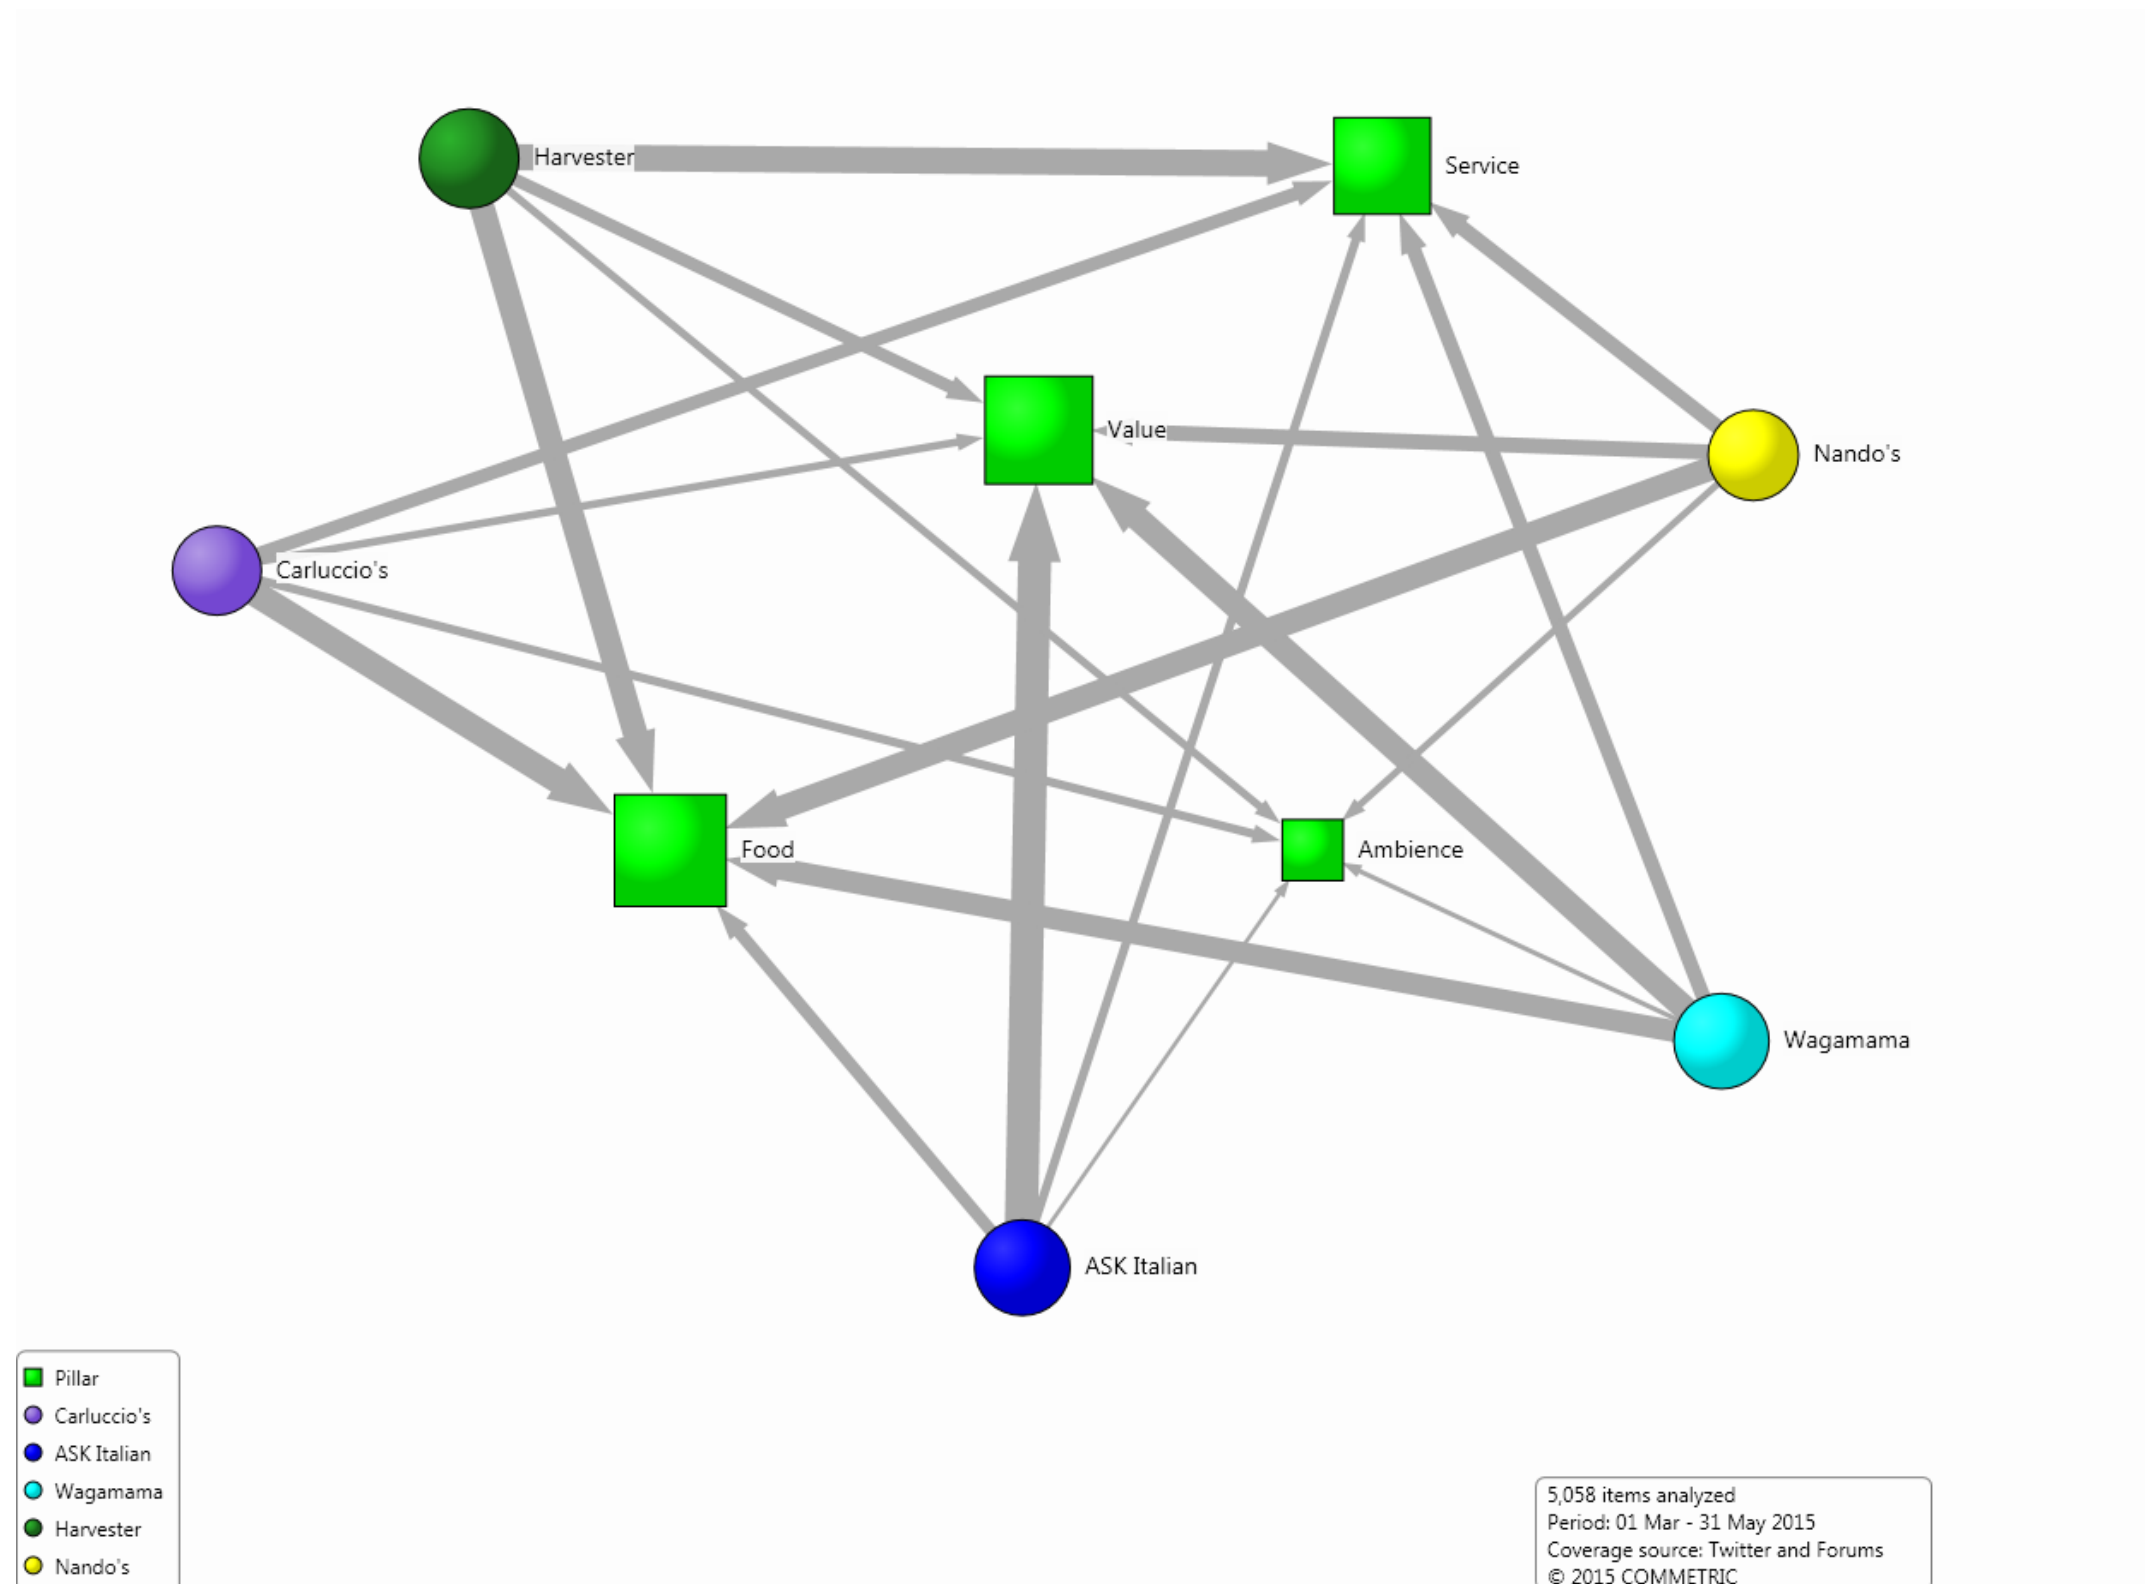 Harvester
Service
Value
Nando's
Carluccio's
Food
Ambience
Wagamama
ASK Italian
Pillar
Carluccio's
ASK Italian
Wagamama
Harvester
Nando's
5,058 items analyzed
Period: 01 Mar - 31 May 2015
Coverage source: Twitter and Forums
© 2015 COMMETRIC